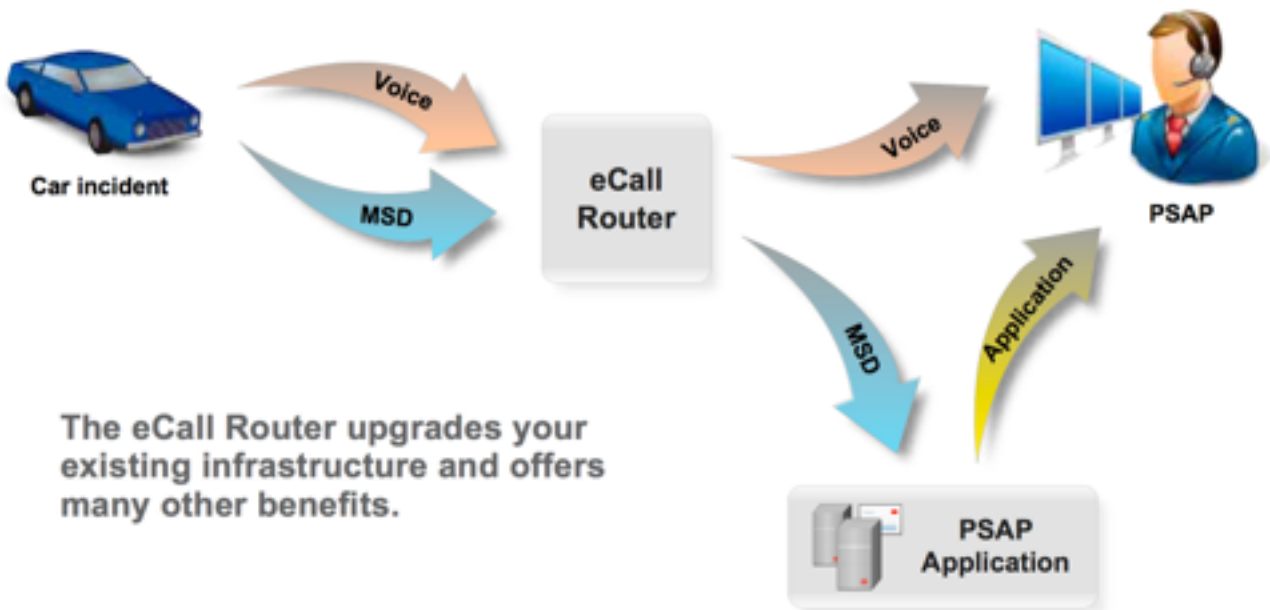 Voice
Voice
eCall
Router
Car incident
MSD
PSAP
Application
MSD
The eCall Router upgrades your
existing infrastructure and offers
many other benefits.
PSAP
Application